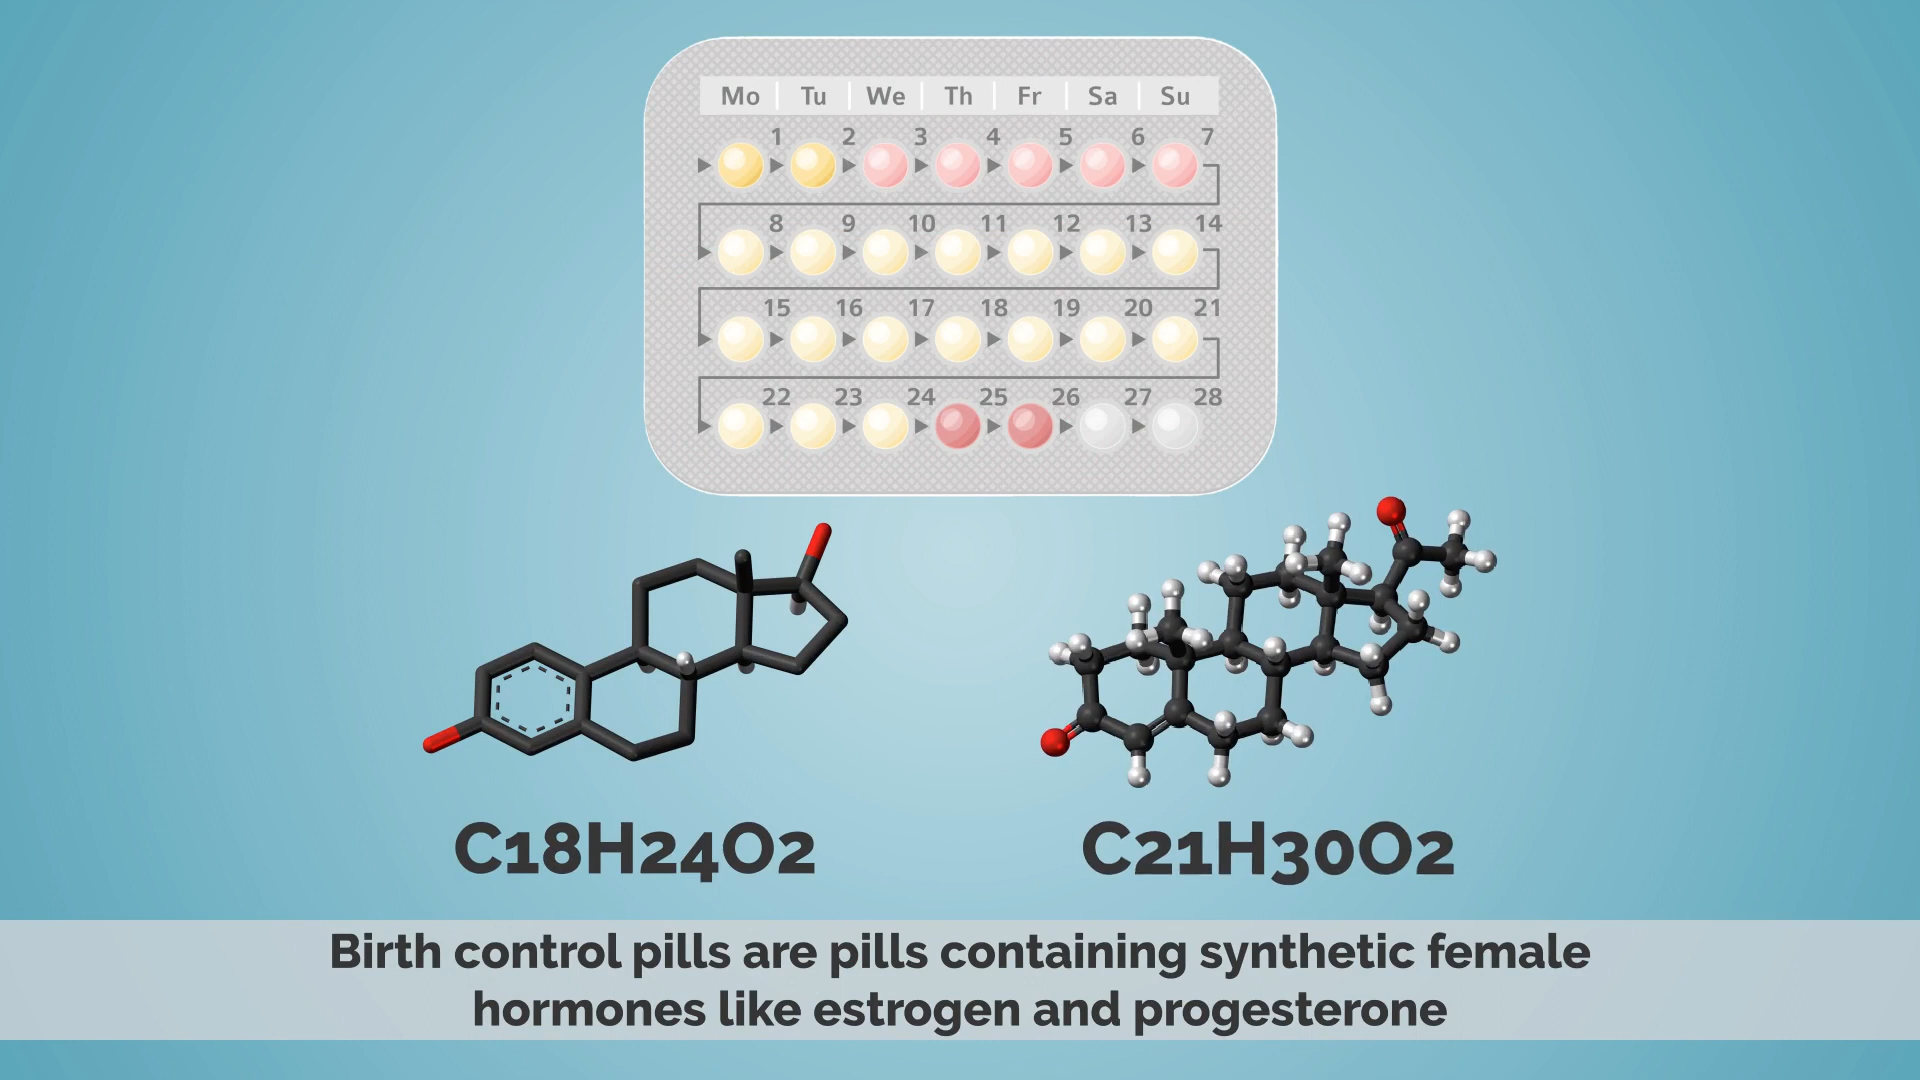 Mo Tu We Th Fr Sa Su
1 2 3 4 5 6 7
8 9 10 11 12 13 14
15 16 17 18 19 20 21
22 23 24 25 26 27 28
C18H24O2 C21H30O2
Birth control pills are pills containing synthetic female
hormones like estrogen and progesterone